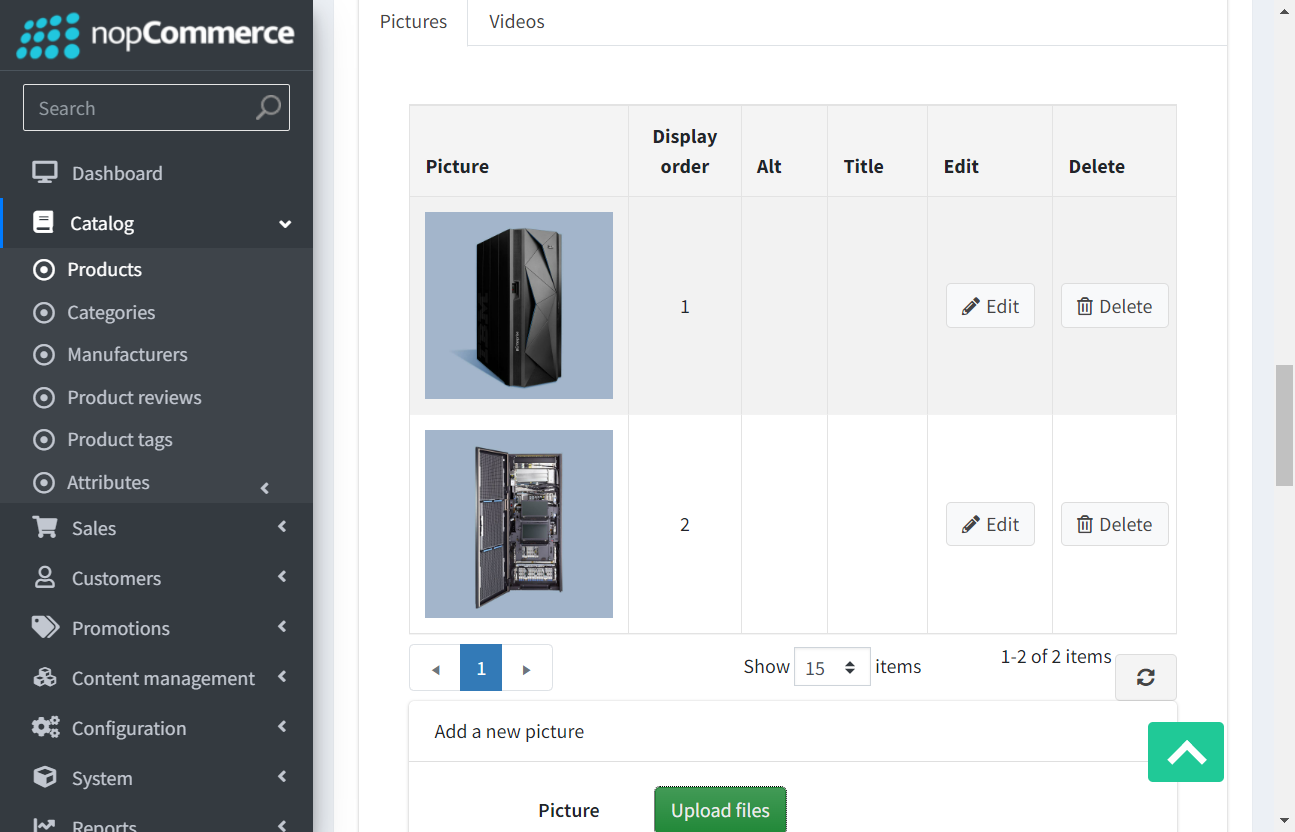 nopCommerce
Search
Dashboard
Catalog
Products
Categories
Manufacturers
Product reviews
Product tags
Attributes
Sales
Customers
Promotions
Content management
Configuration
System
Reports
Pictures
Videos
Picture
Display
order
Alt
Title
Edit
Delete
IBM
1
Edit
Delete
2
Edit
Delete
1
Show 15 items
1-2 of 2 items
Add a new picture
Picture
Upload files